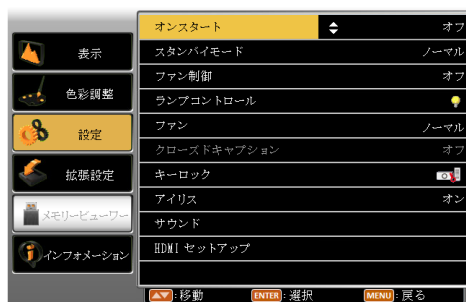 表示
色彩調整
設定
拡張設定
メモリービューワー
インフォメーション
オンスタート オフ
スタンバイモード ノーマル
ファン制御 オフ
ランプコントロール
ファン ノーマル
クローズドキャプション オフ
キーロック
アイリス オン
サウンド
HDMI セットアップ
:移動 ENTER :選択 MENU :戻る